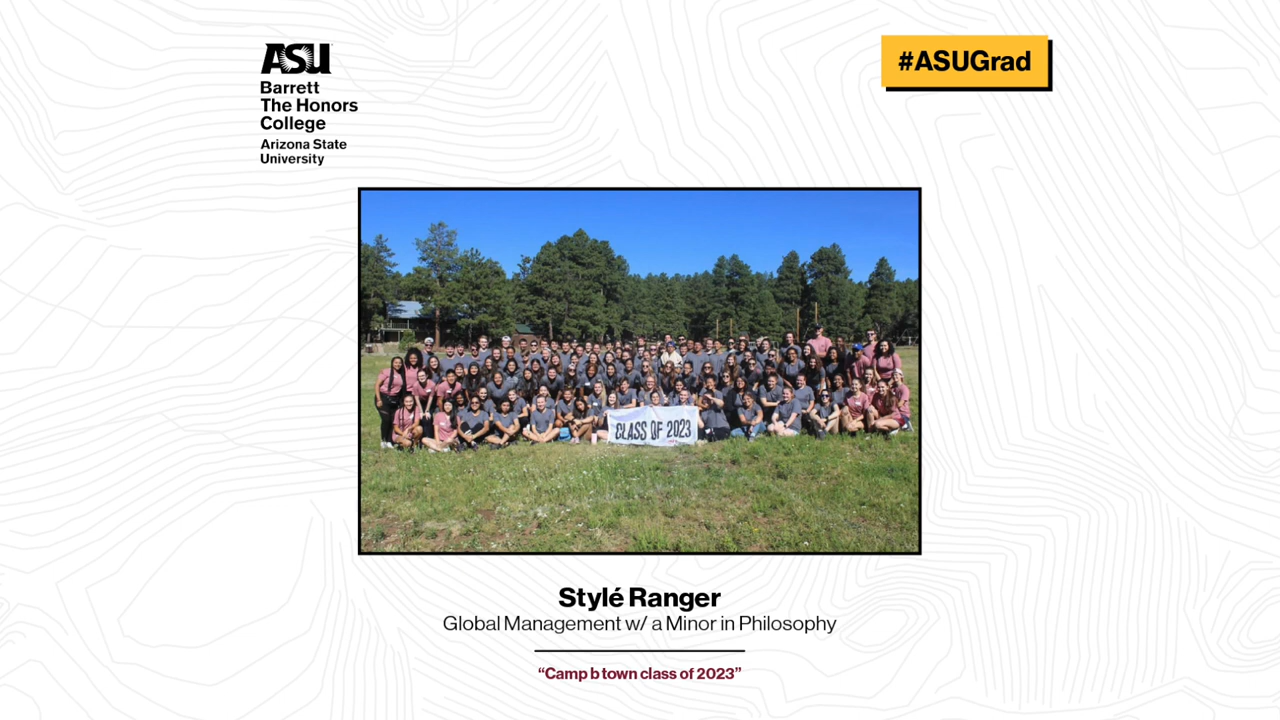 ASU
Barrett
The Honors
College
Arizona State
University
#ASUGrad
CLASS OF 2023
Stylé Ranger
Global Management w/ a Minor in Philosophy
“Camp b town class of 2023”